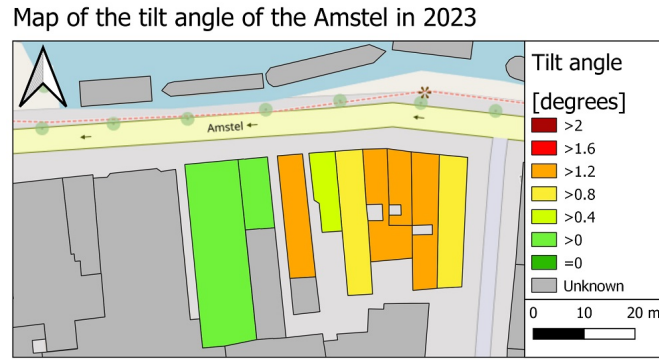 Map of the tilt angle of the Amstel in 2023
Amstel
Tilt angle
[degrees]
>2
>1.6
>1.2
>0.8
>0.4
>0
=0
Unknown
0 10 20 m